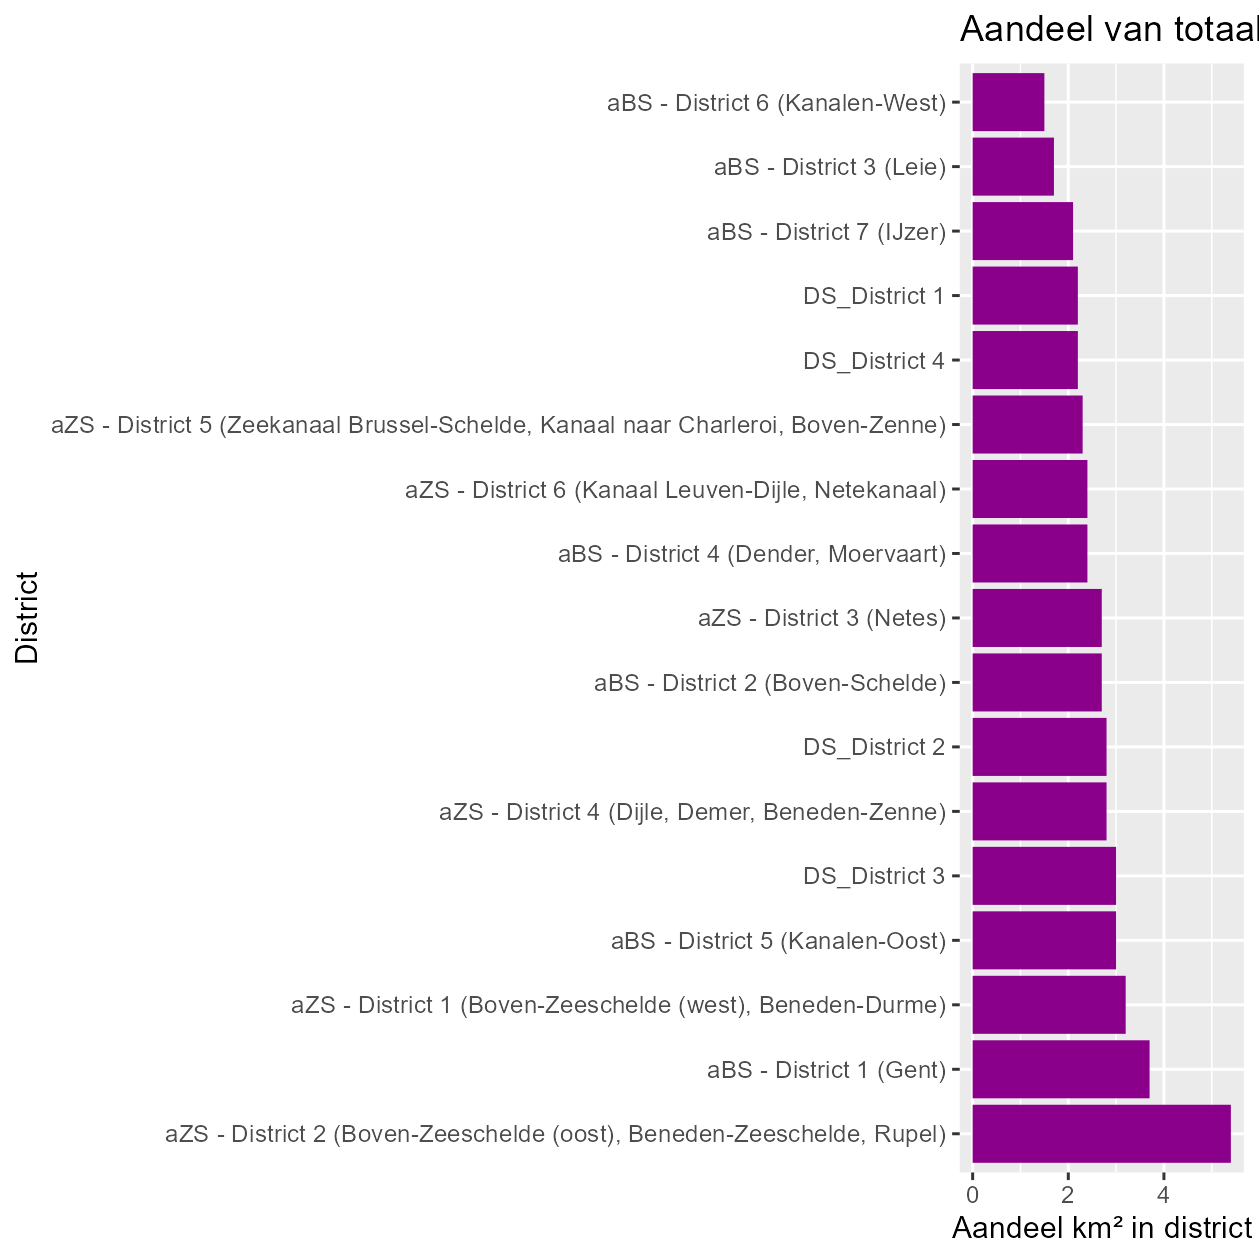 Aandeel van totaal
aBS - District 6 (Kanalen-West)
aBS - District 3 (Leie)
aBS - District 7 (IJzer)
DS_District 1
DS_District 4
aZS - District 5 (Zeekanaal Brussel-Schelde, Kanaal naar Charleroi, Boven-Zenne)
aZS - District 6 (Kanaal Leuven-Dijle, Netekanaal)
aBS - District 4 (Dender, Moervaart)
aZS - District 3 (Netes)
aBS - District 2 (Boven-Schelde)
DS_District 2
aZS - District 4 (Dijle, Demer, Beneden-Zenne)
DS_District 3
aBS - District 5 (Kanalen-Oost)
aZS - District 1 (Boven-Zeeschelde (west), Beneden-Durme)
aBS - District 1 (Gent)
aZS - District 2 (Boven-Zeeschelde (oost), Beneden-Zeeschelde, Rupel)
District
0 2 4
Aandeel km² in district